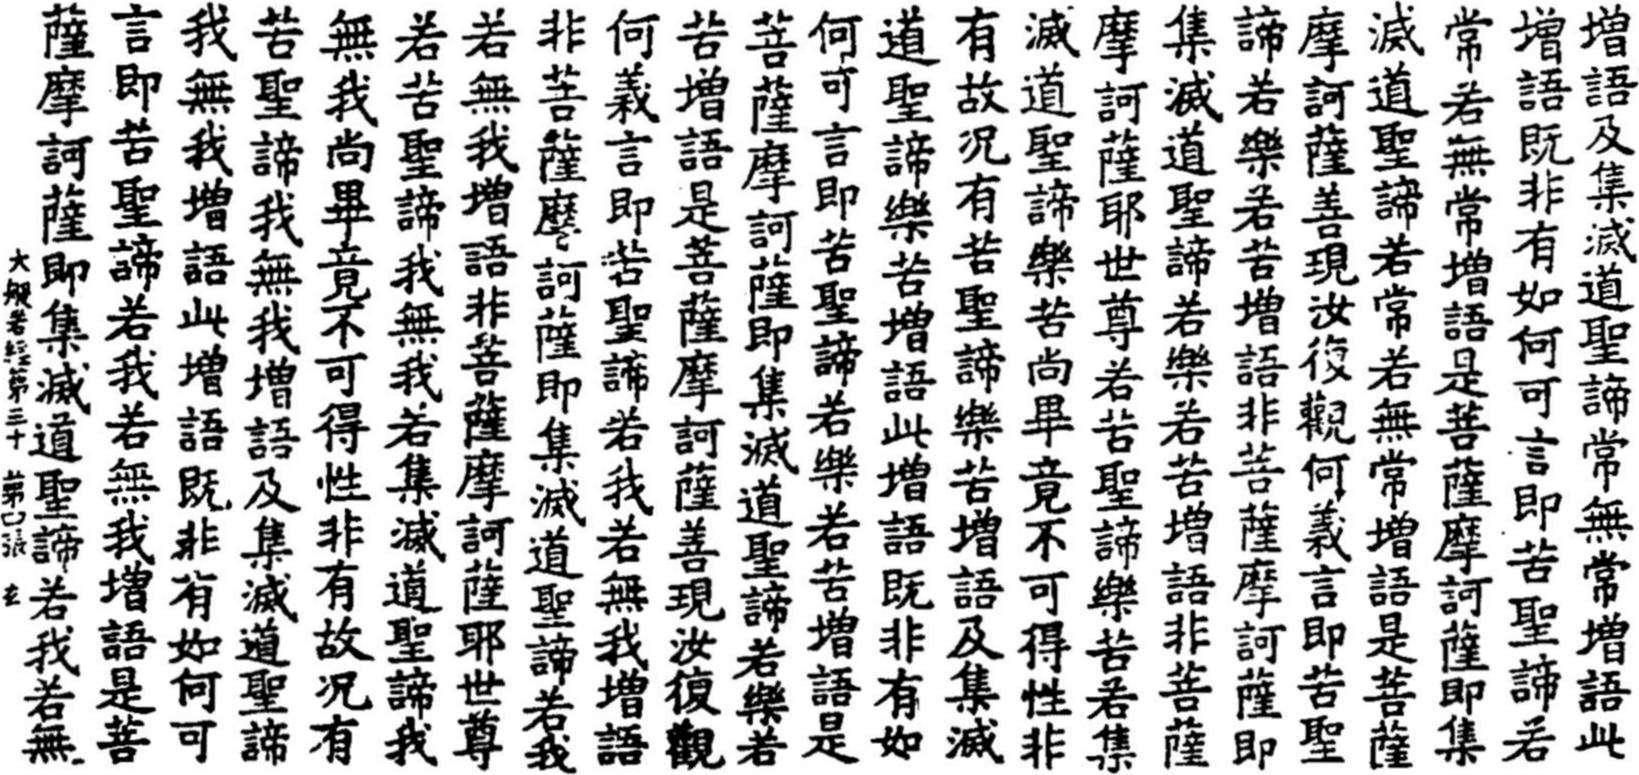 增語及集滅道聖諦常無常增語此
增語既非有如何可言即苦聖諦若
常若無常增語是菩薩摩訶薩即集
滅道聖諦若常若無常增語是菩薩
摩訶薩善現汝復觀何義言即苦聖
諦若樂若苦增語非菩薩摩訶薩即
集滅道聖諦若樂若苦增語非菩薩
摩訶薩耶世尊若苦聖諦樂苦若集
滅道聖諦樂苦尚畢竟不可得性非
有故況有苦聖諦樂苦增語及集滅
道聖諦樂苦增語此增語既非有如
何可言即苦聖諦若樂若苦增語是
菩薩摩訶薩即集滅道聖諦若樂若
苦增語是菩薩摩訶薩善現汝復觀
何義言即苦聖諦若我若無我增語
非菩薩摩訶薩即集滅道聖諦若我
若無我增語非菩薩摩訶薩耶世尊
若苦聖諦我無我若集滅道聖諦我
無我尚畢竟不可得性非有故況有
苦聖諦我無我增語及集滅道聖諦
我無我增語此增語既非有如何可
言即苦聖諦若我若無我增語是菩
薩摩訶薩即集滅道聖諦若我若無
大般若經第三十 第口張 玄